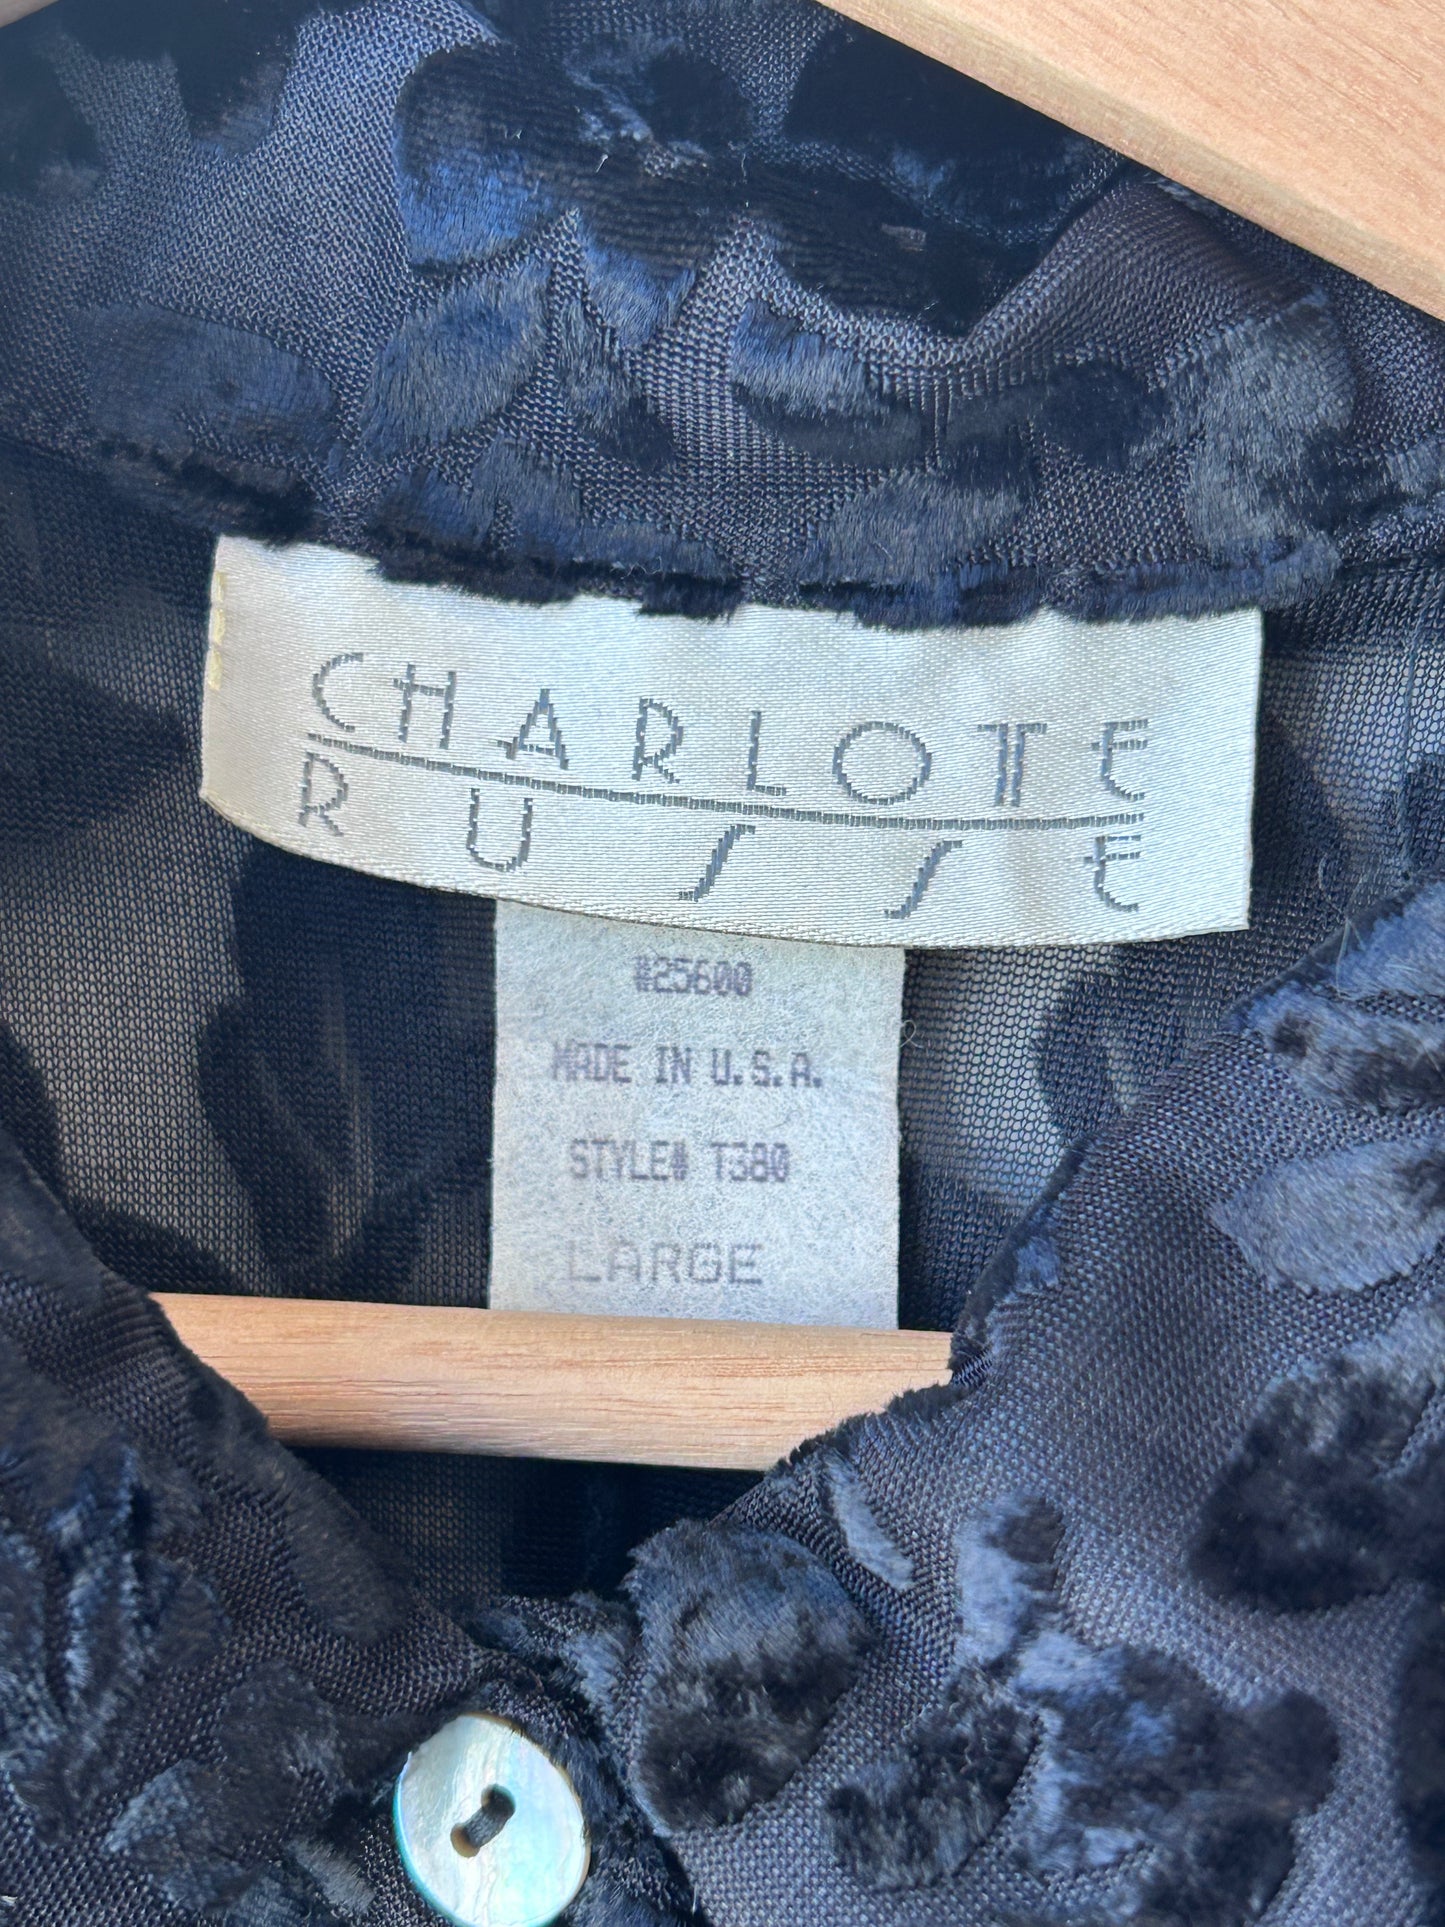 CHARLOTTE
RUSSE
#25600
MADE IN U.S.A.
STYLE# T380
LARGE